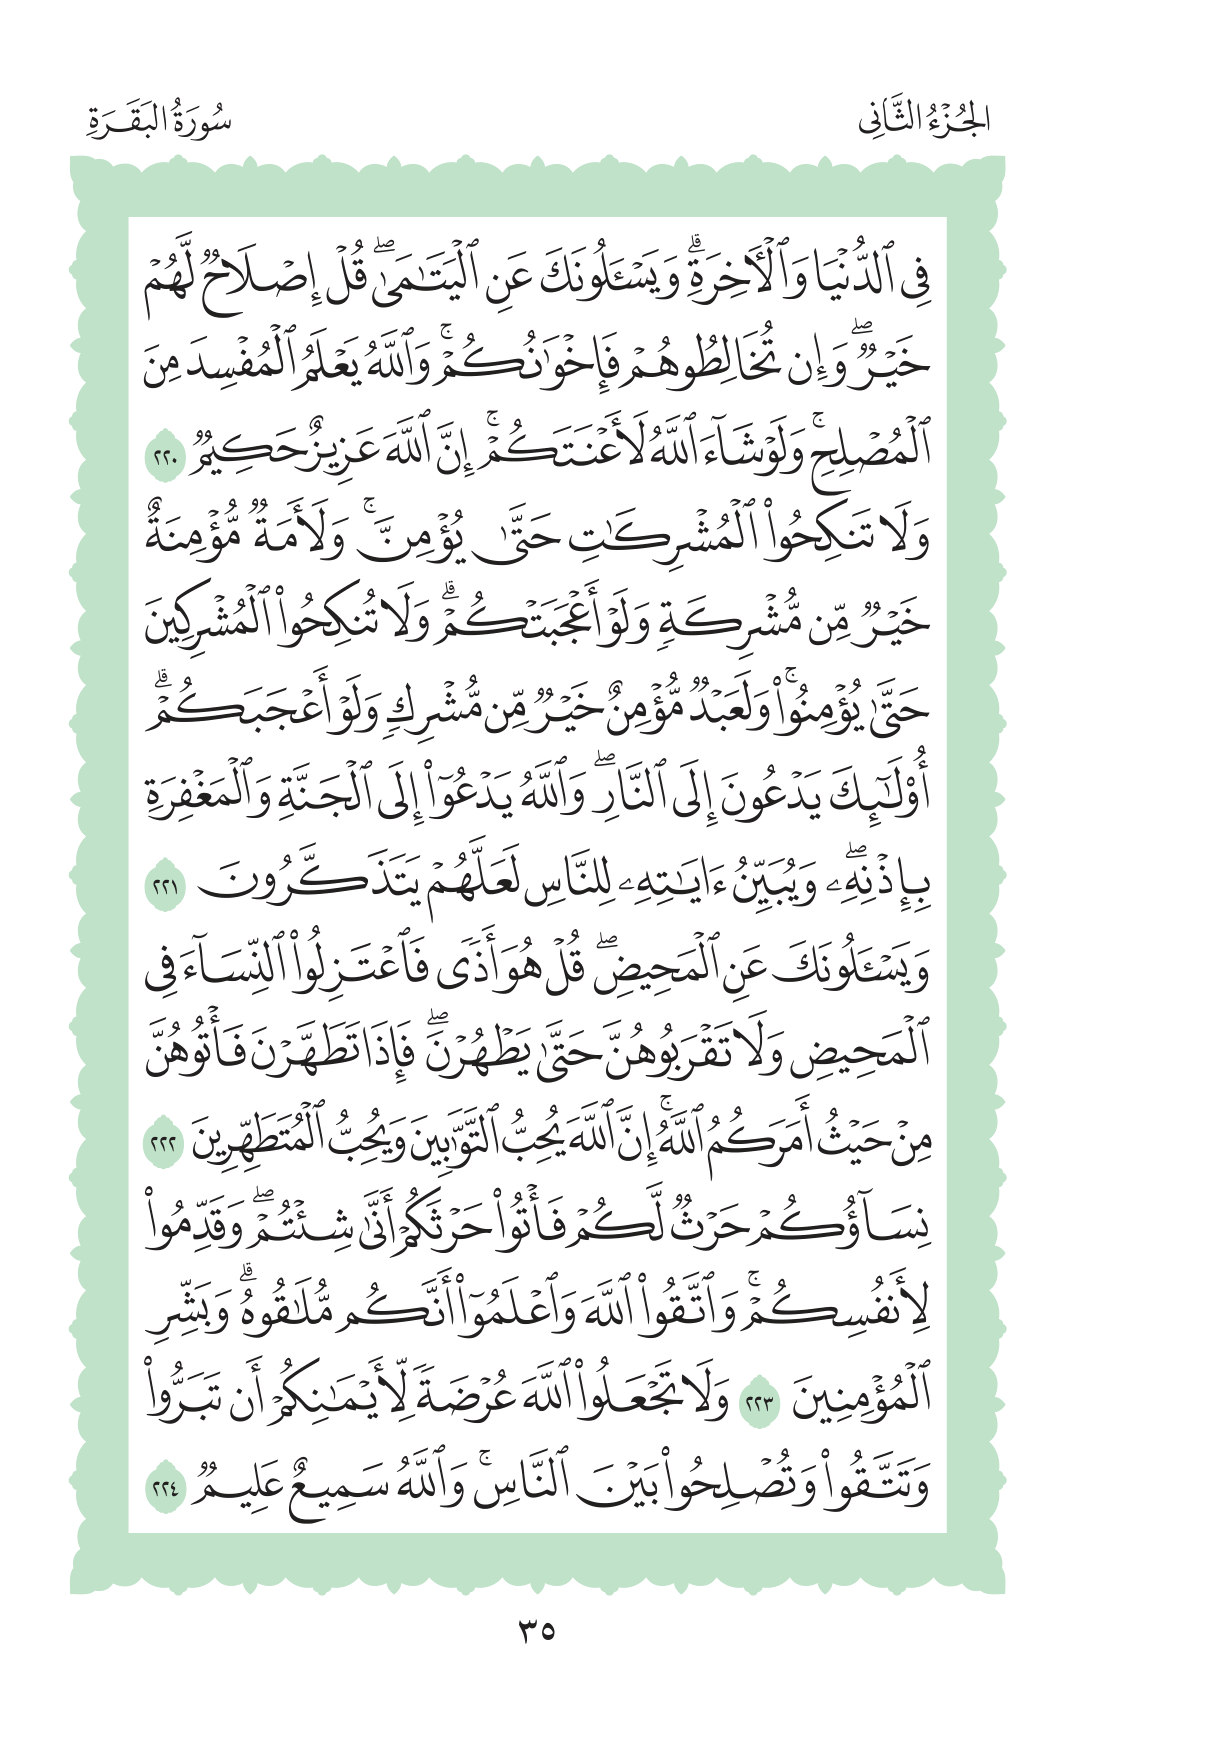 الجُزْءُ الثَّانِى
سُورَةُ البَقَرَةِ
فِى ٱلدُّنْيَا وَٱلْـَٔاخِرَةِ ۗ وَيَسْـَٔلُونَكَ عَنِ ٱلْيَتَـٰمَىٰ ۖ قُلْ إِصْلَاحٌۭ لَّهُمْ
خَيْرٌۭ ۖ وَإِن تُخَالِطُوهُمْ فَإِخْوَٰنُكُمْ ۚ وَٱللَّهُ يَعْلَمُ ٱلْمُفْسِدَ مِنَ
ٱلْمُصْلِحِ ۚ وَلَوْ شَآءَ ٱللَّهُ لَأَعْنَتَكُمْ ۚ إِنَّ ٱللَّهَ عَزِيزٌ حَكِيمٌۭ ٢٢٠
وَلَا تَنكِحُوا۟ ٱلْمُشْرِكَـٰتِ حَتَّىٰ يُؤْمِنَّ ۚ وَلَأَمَةٌۭ مُّؤْمِنَةٌ
خَيْرٌۭ مِّن مُّشْرِكَةٍۢ وَلَوْ أَعْجَبَتْكُمْ ۗ وَلَا تُنكِحُوا۟ ٱلْمُشْرِكِينَ
حَتَّىٰ يُؤْمِنُوا۟ ۚ وَلَعَبْدٌۭ مُّؤْمِنٌ خَيْرٌۭ مِّن مُّشْرِكٍۢ وَلَوْ أَعْجَبَكُمْ ۗ
أُو۟لَـٰٓئِكَ يَدْعُونَ إِلَى ٱلنَّارِ ۖ وَٱللَّهُ يَدْعُوٓا۟ إِلَى ٱلْجَنَّةِ وَٱلْمَغْفِرَةِ
بِإِذْنِهِۦ ۖ وَيُبَيِّنُ ءَايَـٰتِهِۦ لِلنَّاسِ لَعَلَّهُمْ يَتَذَكَّرُونَ ٢٢١
وَيَسْـَٔلُونَكَ عَنِ ٱلْمَحِيضِ ۖ قُلْ هُوَ أَذًۭى فَٱعْتَزِلُوا۟ ٱلنِّسَآءَ فِى
ٱلْمَحِيضِ وَلَا تَقْرَبُوهُنَّ حَتَّىٰ يَطْهُرْنَ ۖ فَإِذَا تَطَهَّرْنَ فَأْتُوهُنَّ
مِنْ حَيْثُ أَمَرَكُمُ ٱللَّهُ ۚ إِنَّ ٱللَّهَ يُحِبُّ ٱلتَّوَّٰبِينَ وَيُحِبُّ ٱلْمُتَطَهِّرِينَ ٢٢٢
نِسَآؤُكُمْ حَرْثٌۭ لَّكُمْ فَأْتُوا۟ حَرْثَكُمْ أَنَّىٰ شِئْتُمْ ۖ وَقَدِّمُوا۟
لِأَنفُسِكُمْ ۚ وَٱتَّقُوا۟ ٱللَّهَ وَٱعْلَمُوٓا۟ أَنَّكُم مُّلَـٰقُوهُ ۗ وَبَشِّرِ
ٱلْمُؤْمِنِينَ ٢٢٣ وَلَا تَجْعَلُوا۟ ٱللَّهَ عُرْضَةًۭ لِّأَيْمَـٰنِكُمْ أَن تَبَرُّوا۟
وَتَتَّقُوا۟ وَتُصْلِحُوا۟ بَيْنَ ٱلنَّاسِ ۚ وَٱللَّهُ سَمِيعٌ عَلِيمٌۭ ٢٢٤
٣٥